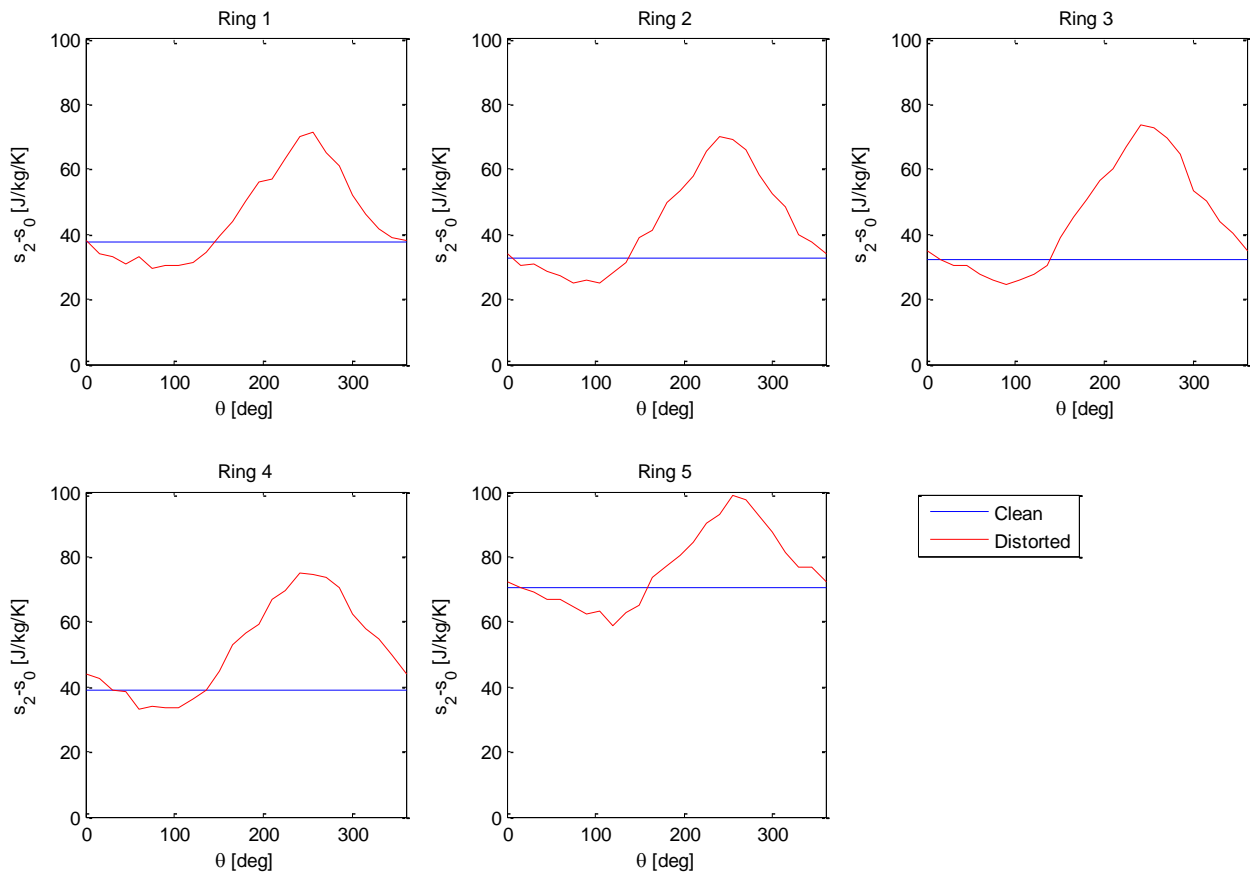 Ring 1
100
80
60
40
20
0
0 100 200 300
s₂-s₀ [J/kg/K]
θ [deg]
Ring 2
100
80
60
40
20
0
0 100 200 300
s₂-s₀ [J/kg/K]
θ [deg]
Ring 3
100
80
60
40
20
0
0 100 200 300
s₂-s₀ [J/kg/K]
θ [deg]
Ring 4
100
80
60
40
20
0
0 100 200 300
s₂-s₀ [J/kg/K]
θ [deg]
Ring 5
100
80
60
40
20
0
0 100 200 300
s₂-s₀ [J/kg/K]
θ [deg]
Clean
Distorted